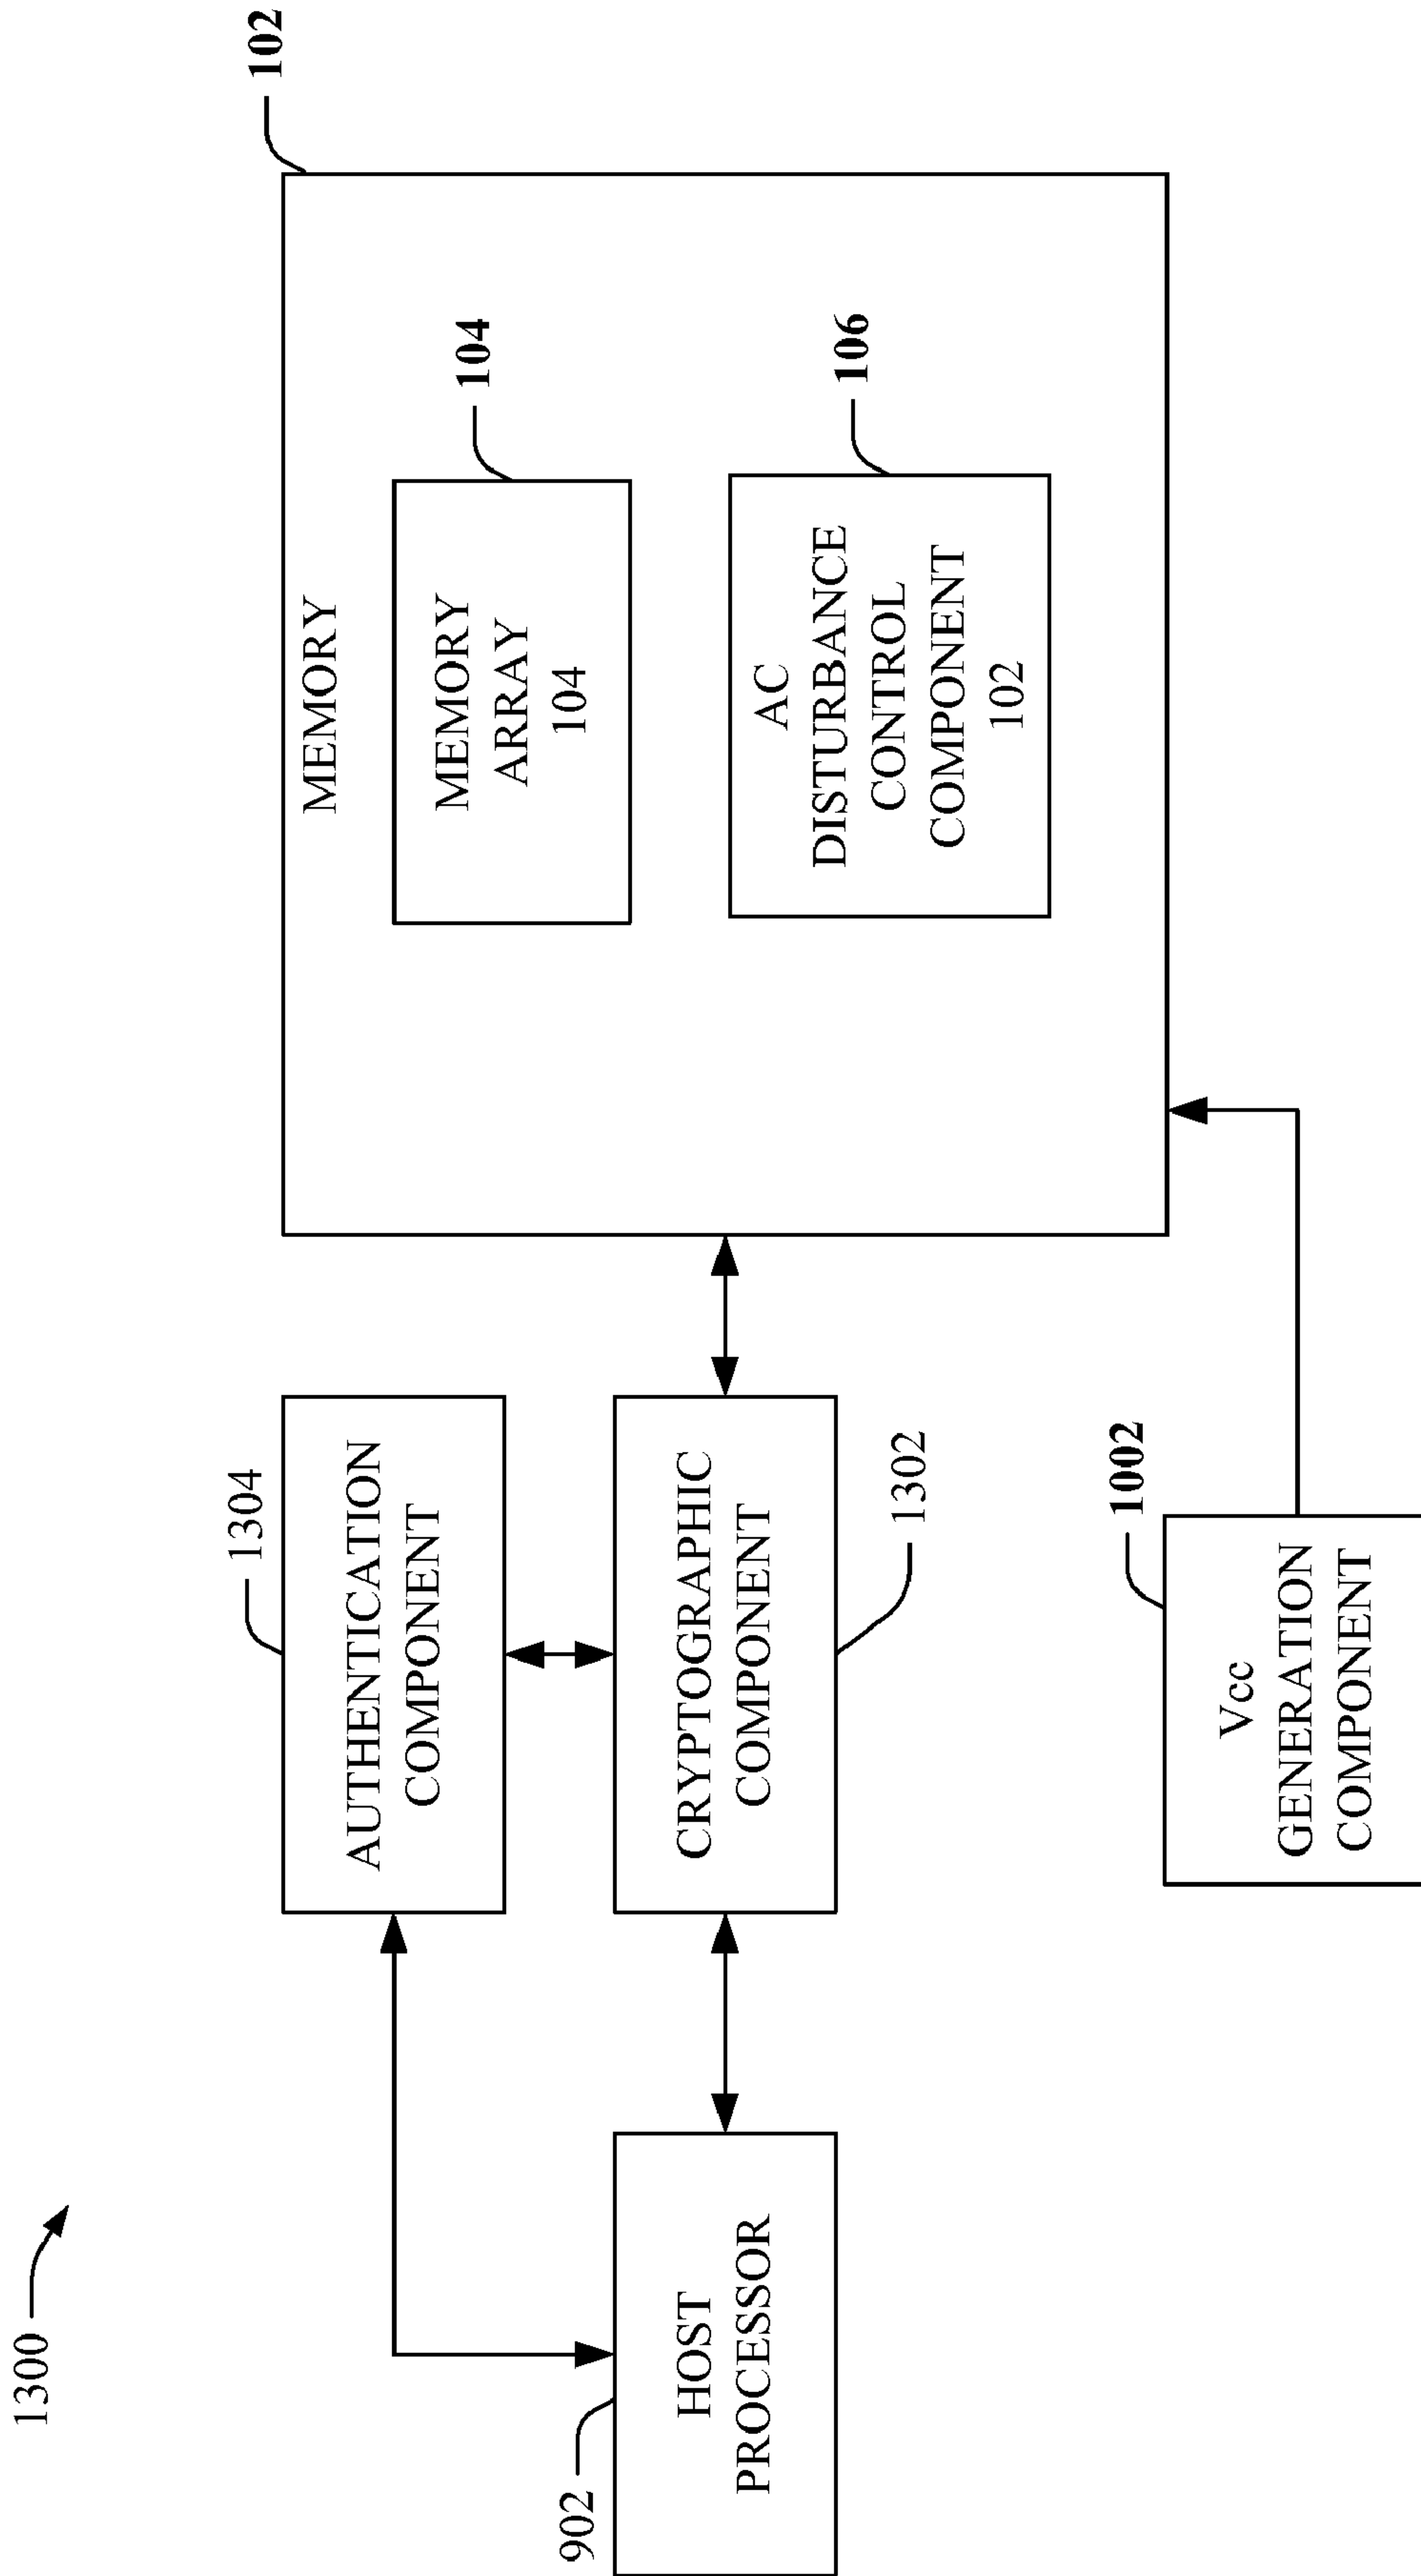 1300
102
MEMORY
104
MEMORY
ARRAY
104
106
AC
DISTURBANCE
CONTROL
COMPONENT
102
1304
AUTHENTICATION
COMPONENT
CRYPTOGRAPHIC
COMPONENT
1302
902
HOST
PROCESSOR
1002
Vcc
GENERATION
COMPONENT